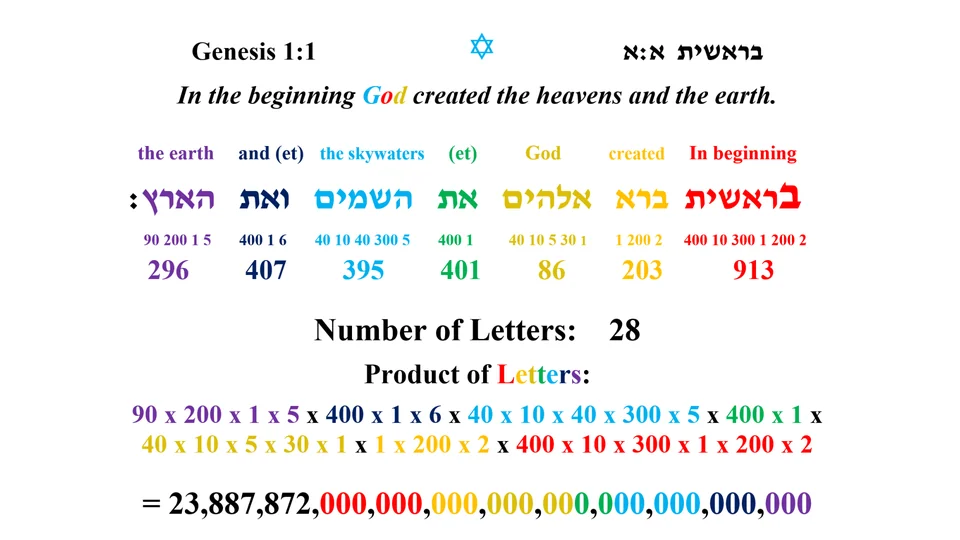 Genesis 1:1 ✡ בראשית א:א
In the beginning God created the heavens and the earth.
the earth and (et) the skywaters (et) God created In beginning
בראשית ברא אלהים את השמים ואת הארץ:
90 200 1 5 400 1 6 40 10 40 300 5 400 1 40 10 5 30 1 1 200 2 400 10 300 1 200 2
296 407 395 401 86 203 913
Number of Letters: 28
Product of Letters:
90 x 200 x 1 x 5 x 400 x 1 x 6 x 40 x 10 x 40 x 300 x 5 x 400 x 1 x
40 x 10 x 5 x 30 x 1 x 1 x 200 x 2 x 400 x 10 x 300 x 1 x 200 x 2
= 23,887,872,000,000,000,000,000,000,000,000,000